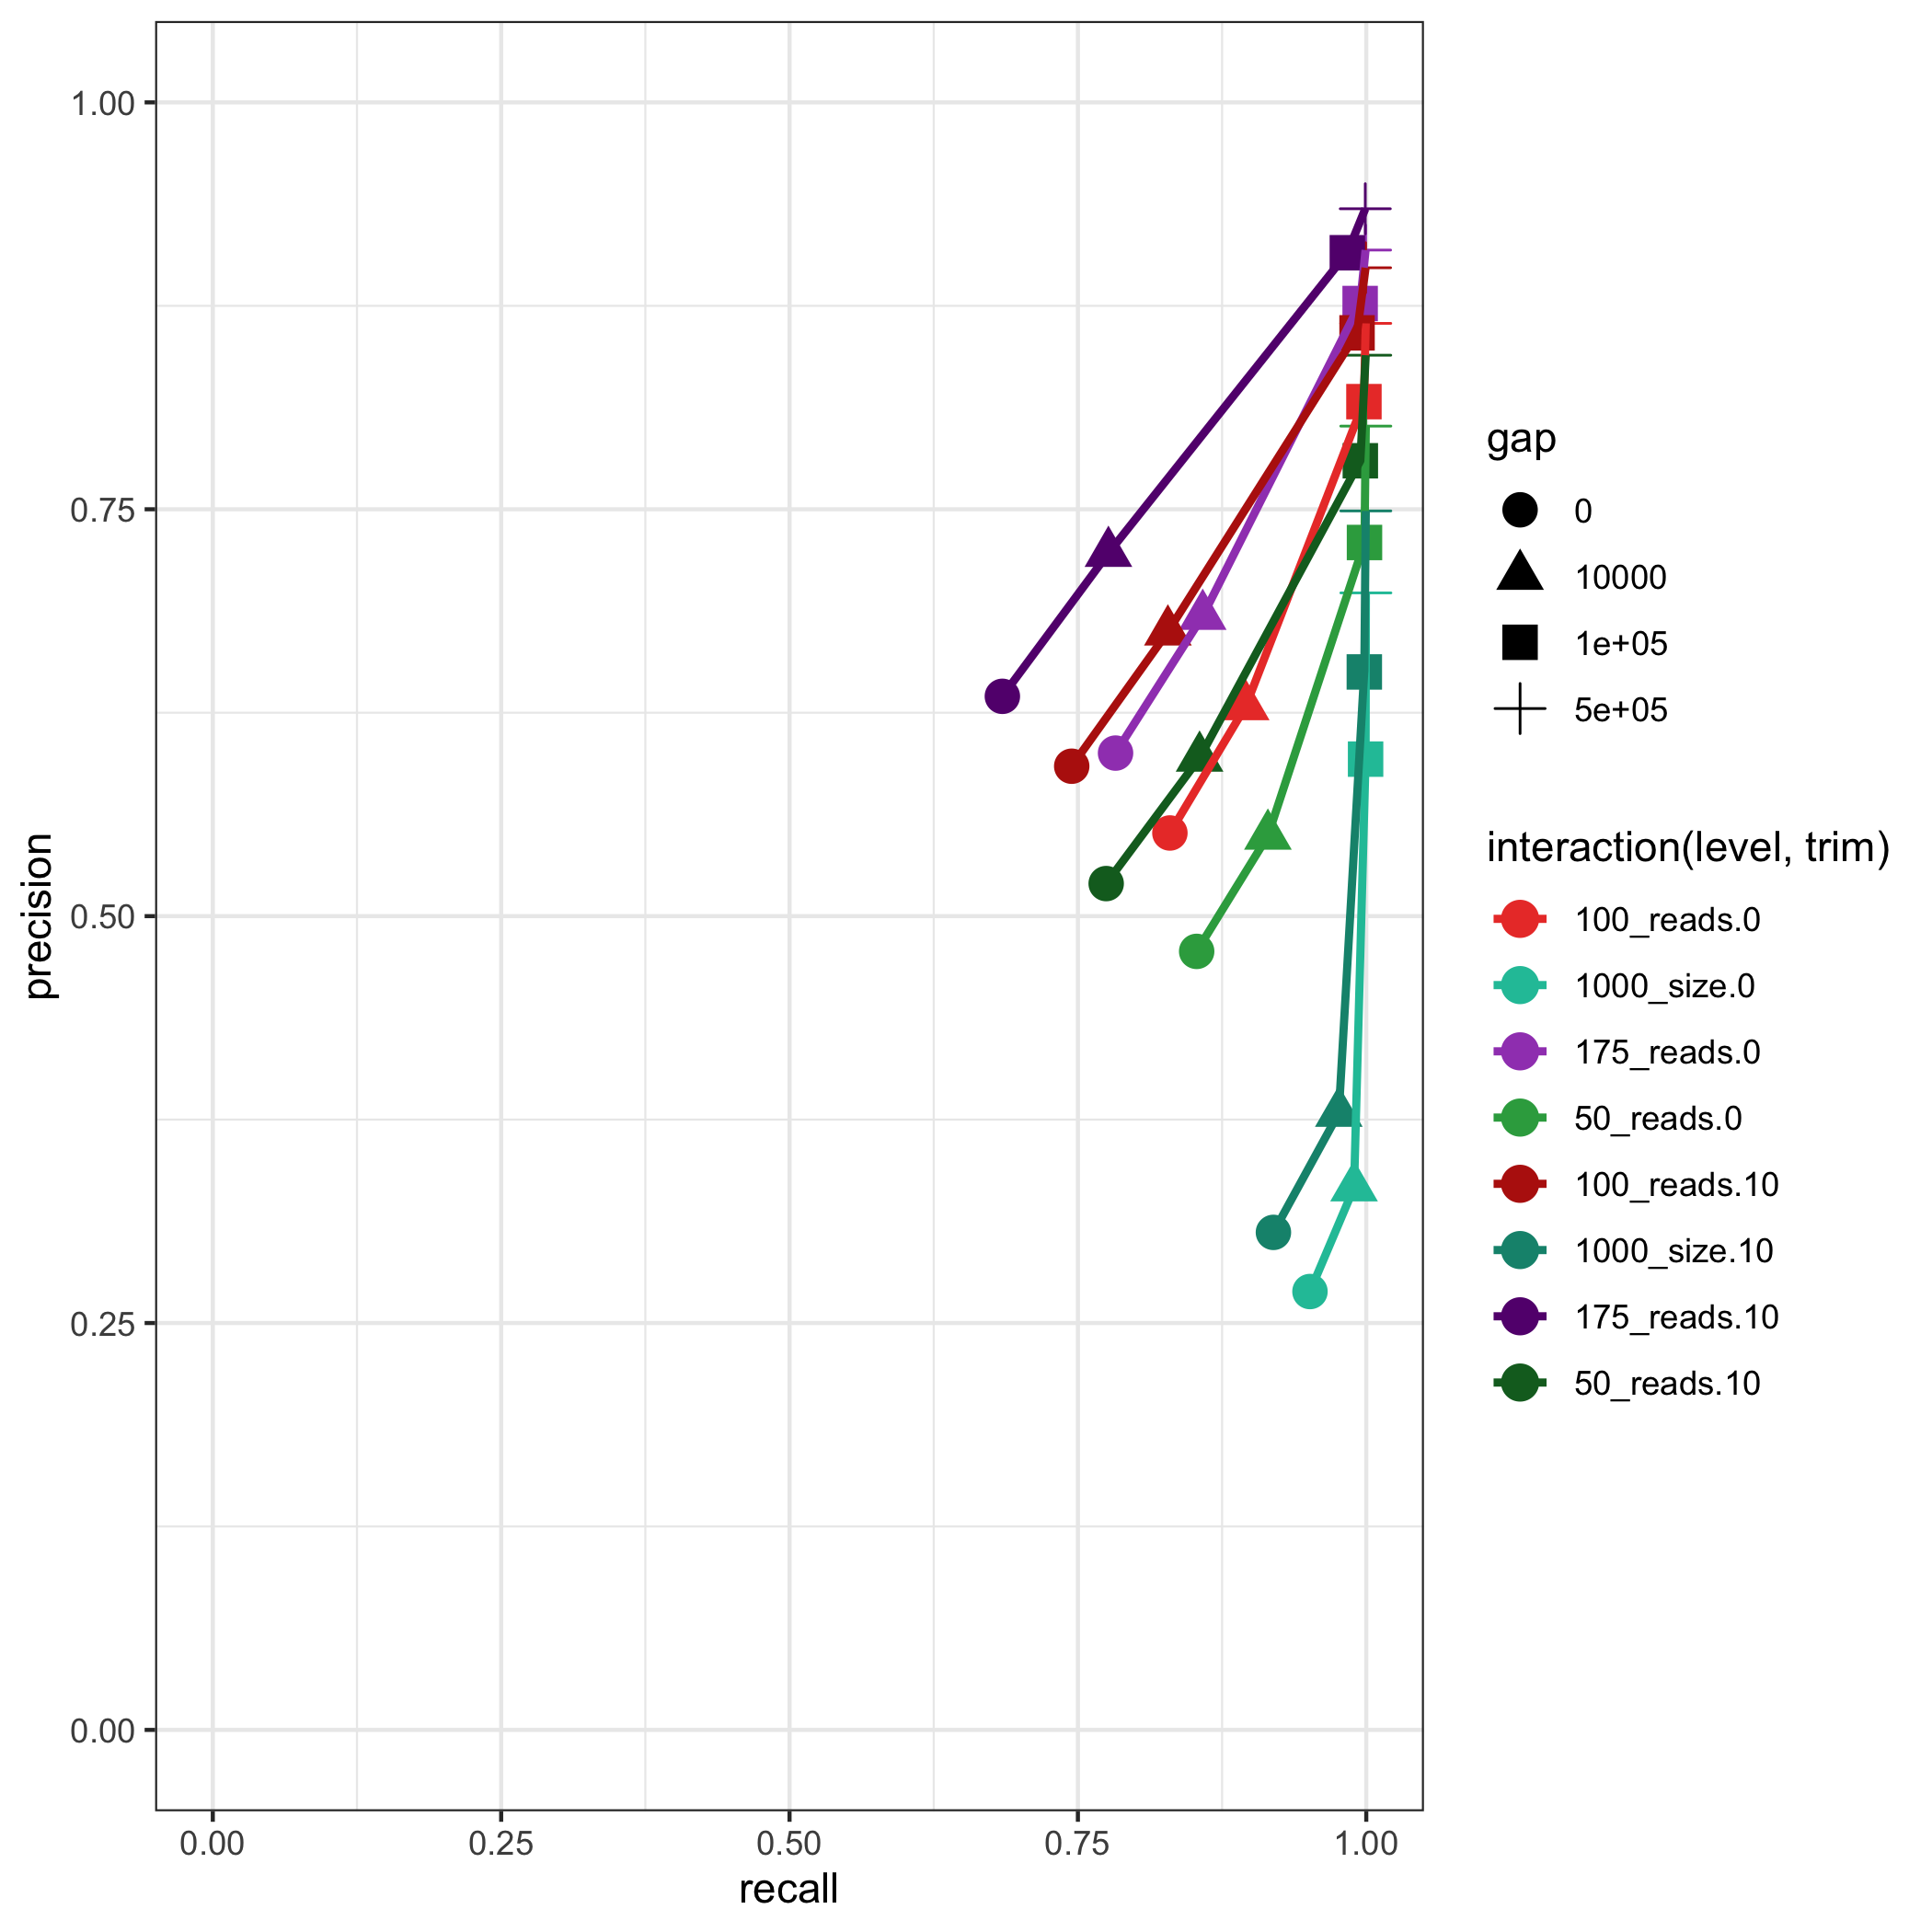 precision
1.00
0.75
0.50
0.25
0.00
0.00 0.25 0.50 0.75 1.00
recall
gap
0
10000
1e+05
5e+05
interaction(level, trim)
100_reads.0
1000_size.0
175_reads.0
50_reads.0
100_reads.10
1000_size.10
175_reads.10
50_reads.10